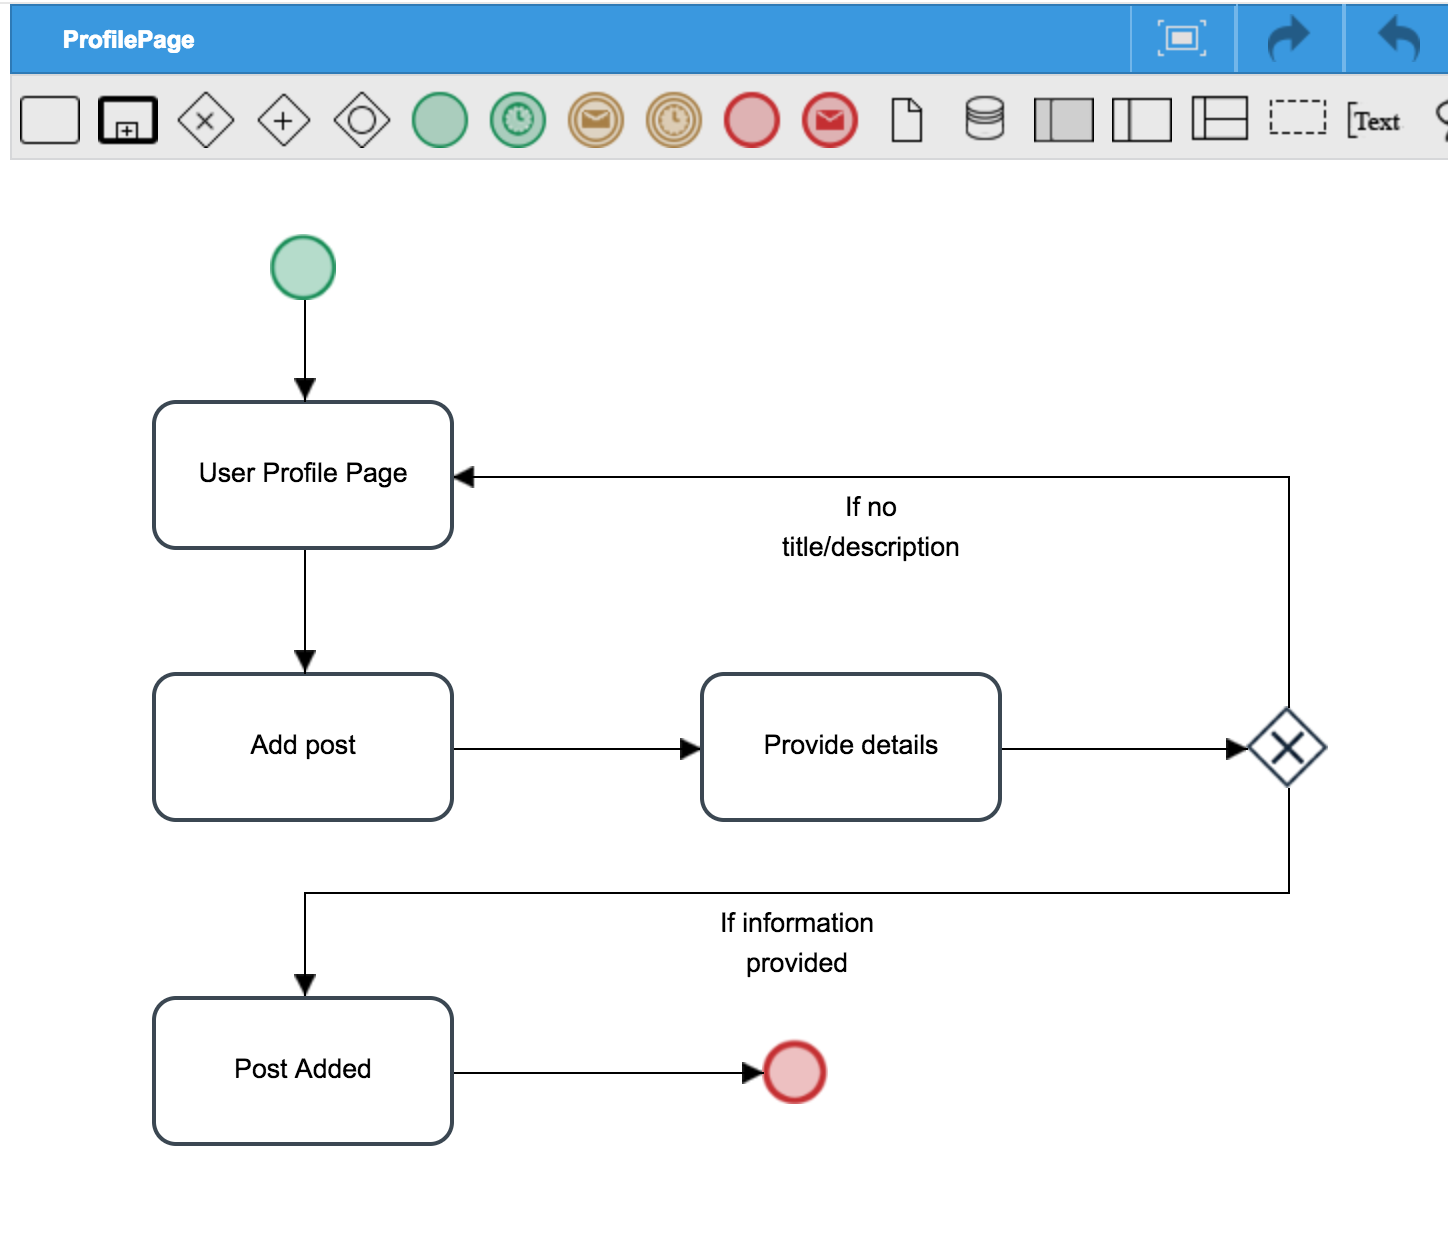 ProfilePage
Text
User Profile Page
If no
title/description
Add post
Provide details
If information
provided
Post Added